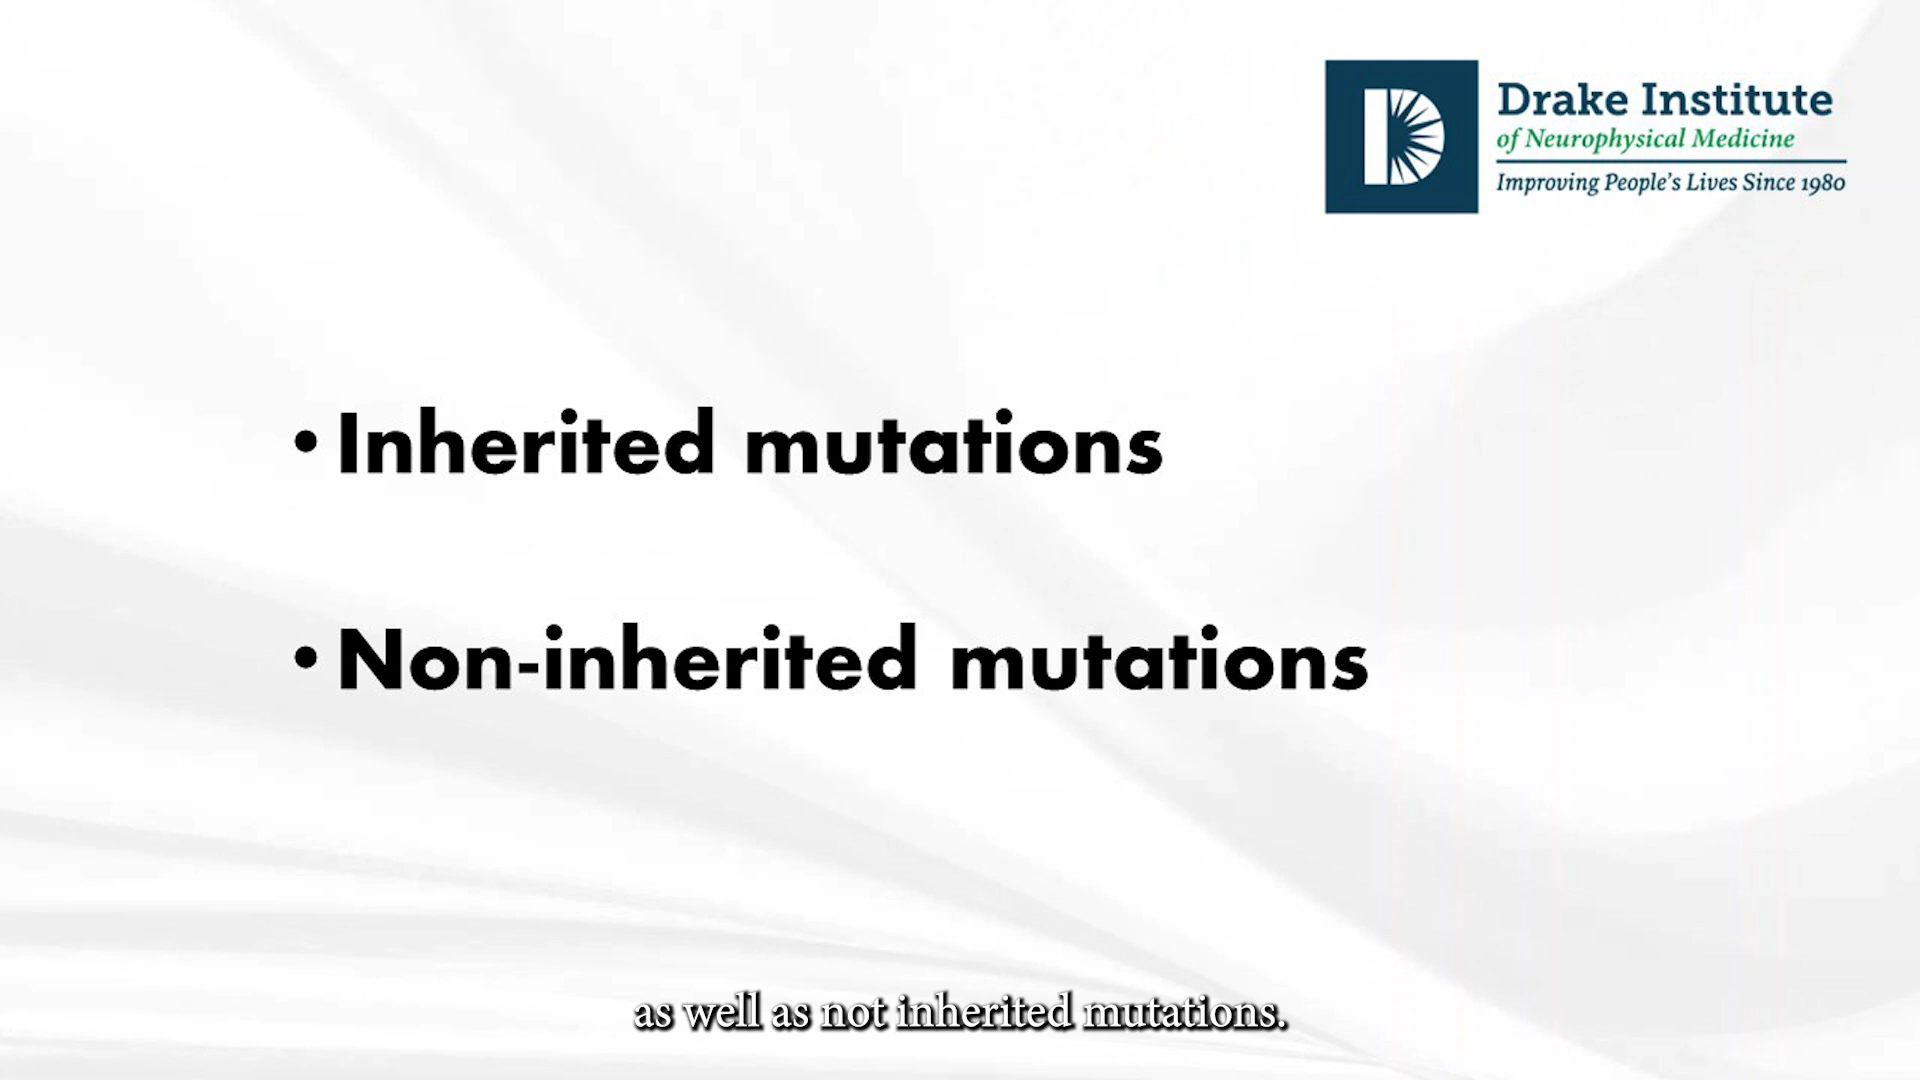 Drake Institute
of Neurophysical Medicine
Improving People's Lives Since 1980
• Inherited mutations
• Non-inherited mutations
as well as not inherited mutations.